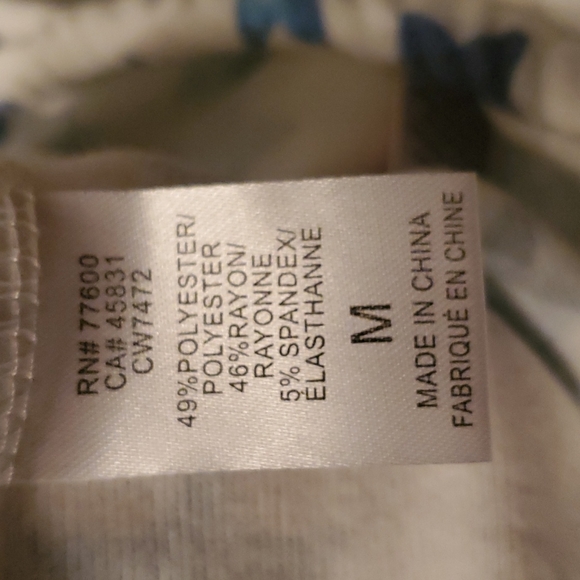 RN# 77600
CA# 45831
CW7472
49%POLYESTER/
POLYESTER
46%RAYON/
RAYONNE
5% SPANDEX/
ELASTHANNE
M
MADE IN CHINA
FABRIQUÉ EN CHINE